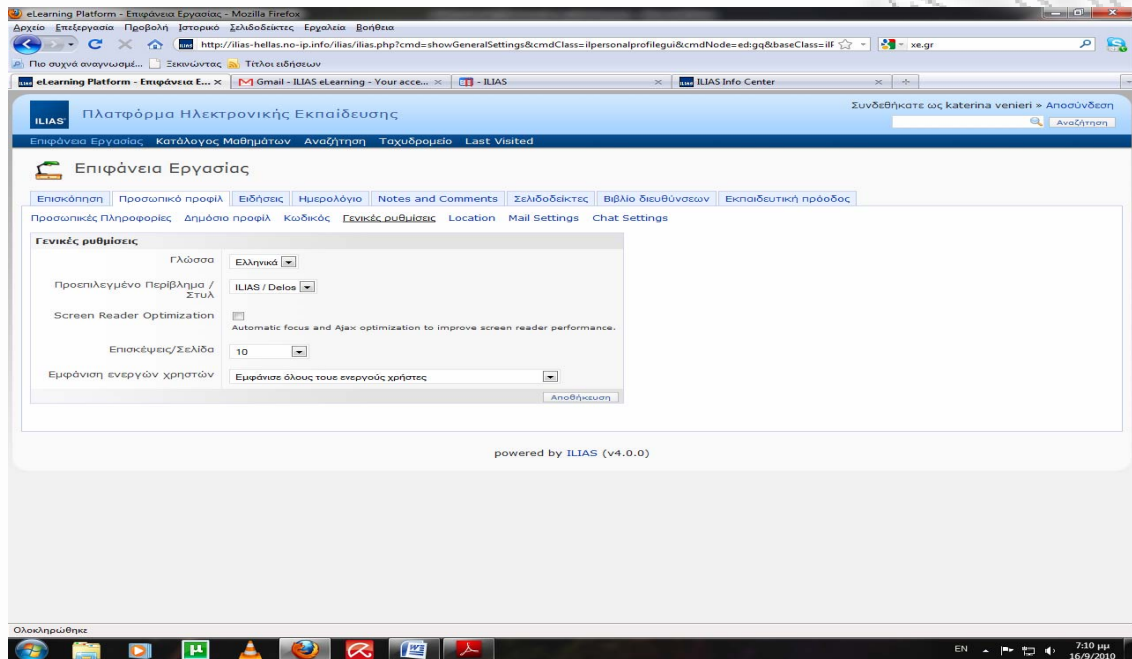 eLearning Platform - Επιφάνεια Εργασίας - Mozilla Firefox
Αρχείο Επεξεργασία Προβολή Ιστορικό Σελιδοδείκτες Εργαλεία Βοήθεια
http://ilias-hellas.no-ip.info/ilias/ilias.php?cmd=showGeneralSettings&cmdClass=ilpersonalprofilegui&cmdNode=ed:gq&baseClass=ilF xe.gr
Πιο συχνά αναγνωσμέ... Ξεκινώντας Τίτλοι ειδήσεων
eLearning Platform - Επιφάνεια Ε... Gmail - ILIAS eLearning - Your acce... - ILIAS ILIAS Info Center
Συνδεθήκατε ως katerina venieri » Αποσύνδεση
ILIAS Πλατφόρμα Ηλεκτρονικής Εκπαίδευσης
Αναζήτηση
Επιφάνεια Εργασίας Κατάλογος Μαθημάτων Αναζήτηση Ταχυδρομείο Last Visited
Επιφάνεια Εργασίας
Επισκόπηση Προσωπικό προφίλ Ειδήσεις Ημερολόγιο Notes and Comments Σελιδοδείκτες Βιβλίο διευθύνσεων Εκπαιδευτική πρόοδος
Προσωπικές Πληροφορίες Δημόσιο προφίλ Κωδικός Γενικές ρυθμίσεις Location Mail Settings Chat Settings
Γενικές ρυθμίσεις
Γλώσσα Ελληνικά
Προεπιλεγμένο Περίβλημα / Στυλ ILIAS / Delos
Screen Reader Optimization
Automatic focus and Ajax optimization to improve screen reader performance.
Επισκέψεις/Σελίδα 10
Εμφάνιση ενεργών χρηστών Εμφάνισε όλους τους ενεργούς χρήστες
Αποθήκευση
powered by ILIAS (v4.0.0)
Ολοκληρώθηκε
EN 7:10 μμ
16/9/2010